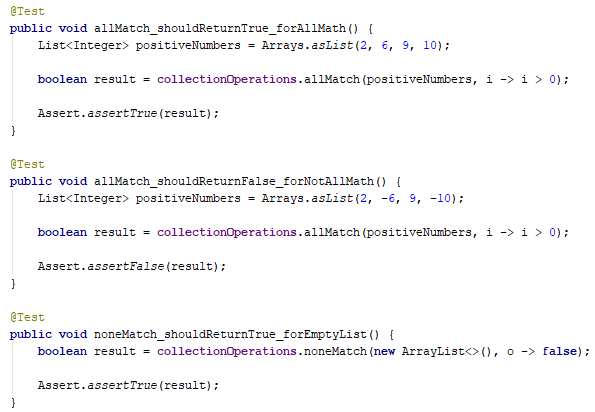 @Test
public void allMatch_shouldReturnTrue_forAllMath() {
    List<Integer> positiveNumbers = Arrays.asList(2, 6, 9, 10);
    boolean result = collectionOperations.allMatch(positiveNumbers, i -> i > 0);
    Assert.assertTrue(result);
}
@Test
public void allMatch_shouldReturnFalse_forNotAllMath() {
    List<Integer> positiveNumbers = Arrays.asList(2, -6, 9, -10);
    boolean result = collectionOperations.allMatch(positiveNumbers, i -> i > 0);
    Assert.assertFalse(result);
}
@Test
public void noneMatch_shouldReturnTrue_forEmptyList() {
    boolean result = collectionOperations.noneMatch(new ArrayList<>(), o -> false);
    Assert.assertTrue(result);
}